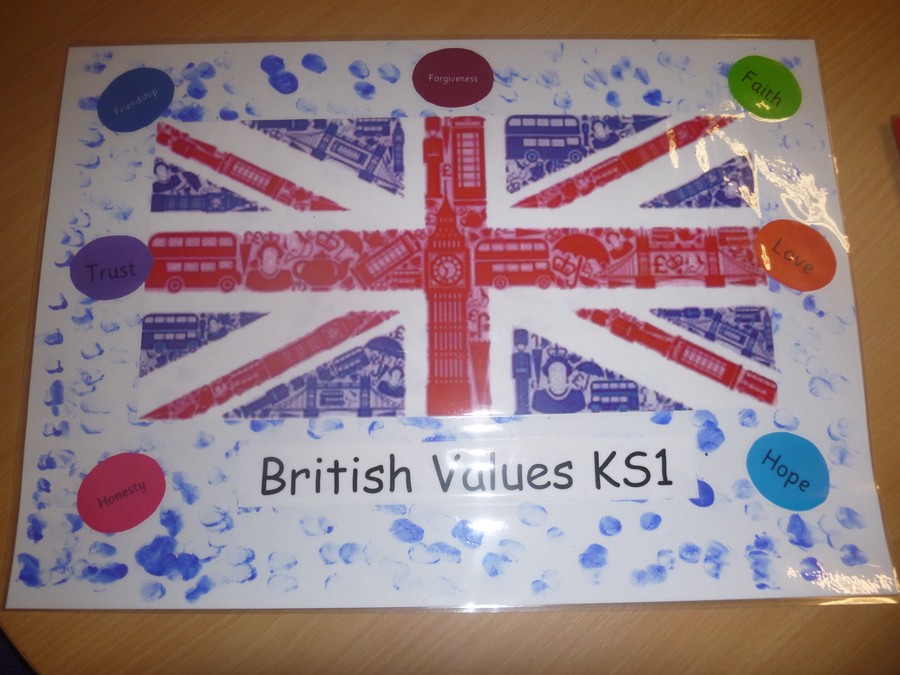 Friendship
Forgiveness
Faith
Trust
Love
Honesty
Hope
British Values KS1